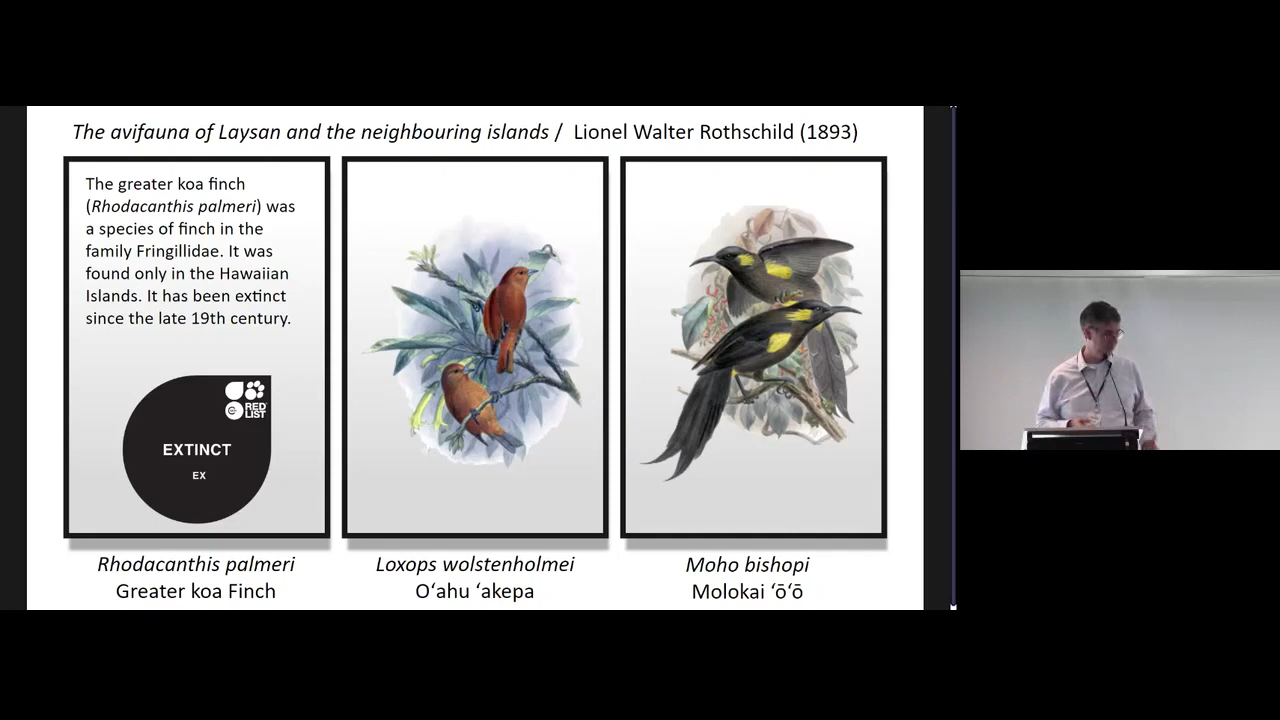 The avifauna of Laysan and the neighbouring islands / Lionel Walter Rothschild (1893)
The greater koa finch
(Rhodacanthis palmeri) was
a species of finch in the
family Fringillidae. It was
found only in the Hawaiian
Islands. It has been extinct
since the late 19th century.
RED
LIST
EXTINCT
EX
Rhodacanthis palmeri
Greater koa Finch
Loxops wolstenholmei
Oʻahu ʻakepa
Moho bishopi
Molokai ʻōʻō